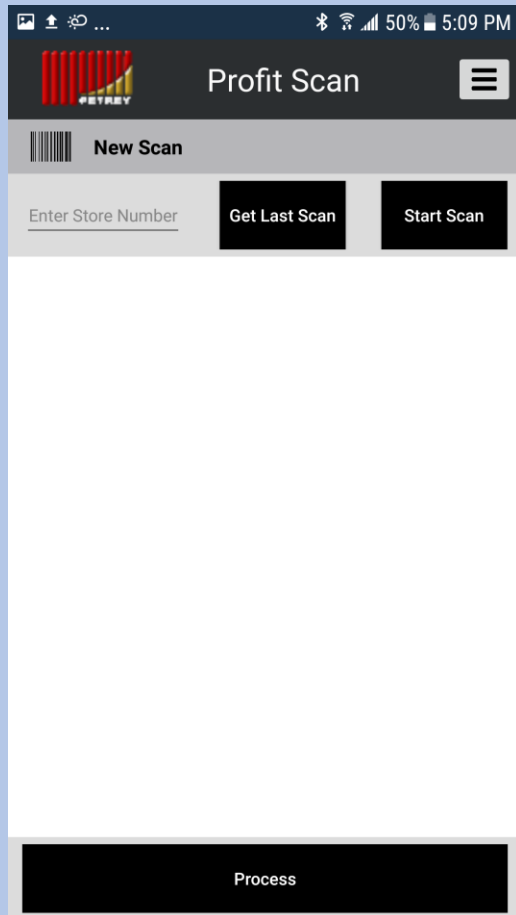 ... 50% 5:09 PM
PETREY
Profit Scan
New Scan
Enter Store Number
Get Last Scan
Start Scan
Process